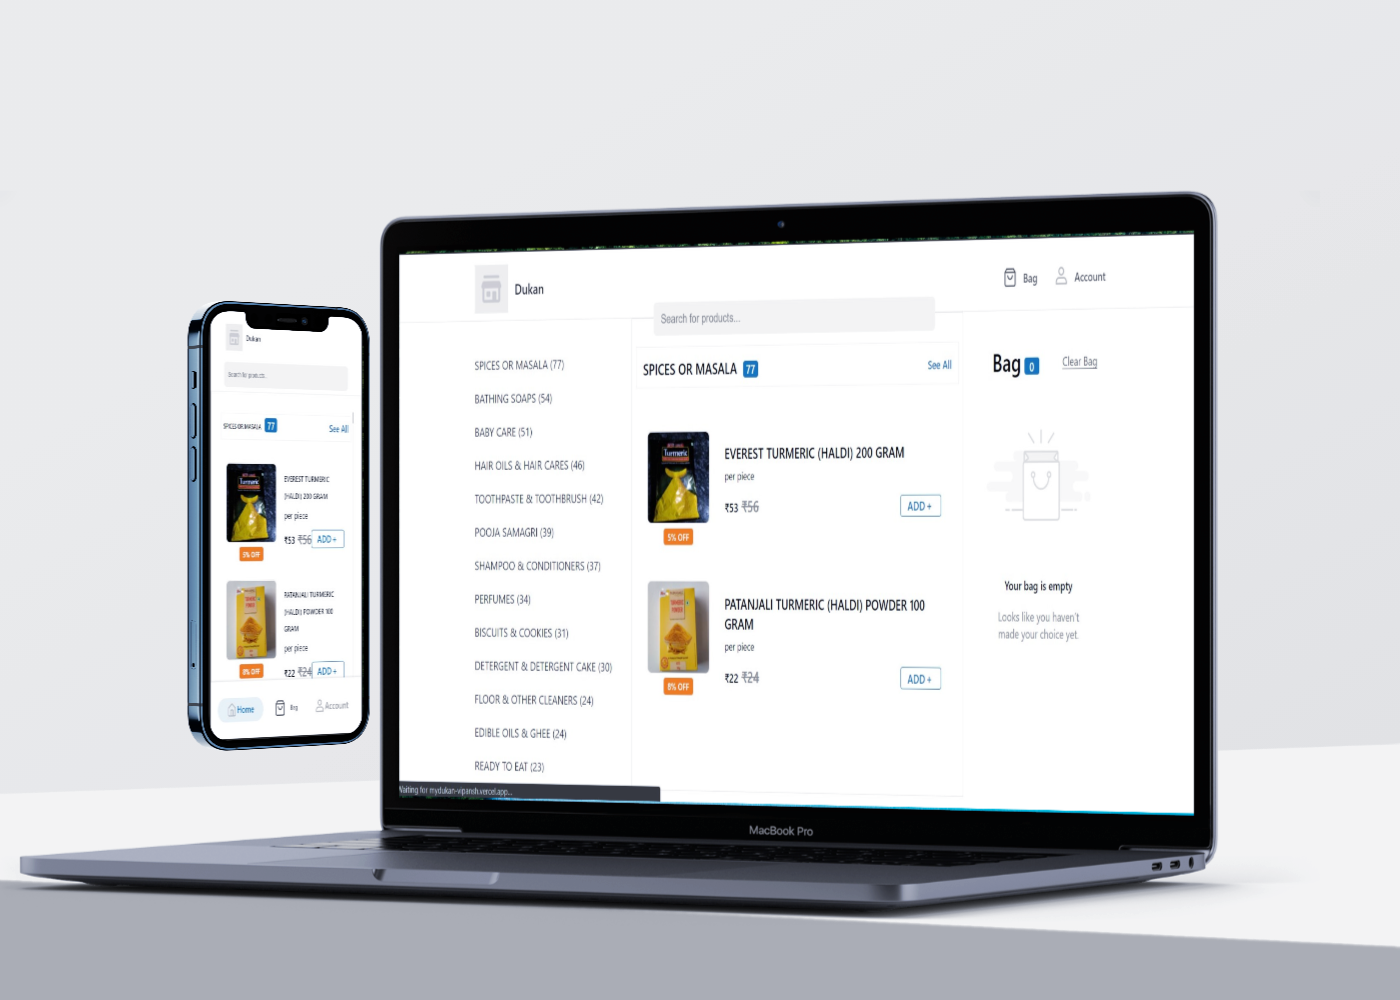 Dukan
Search for products...
SPICES OR MASALA 77
See All
EVEREST TURMERIC
(HALDI) 200 GRAM
per piece
₹53 ₹56 ADD +
5% OFF
PATANJALI TURMERIC
(HALDI) POWDER 100
GRAM
per piece
₹22 ₹24 ADD +
8% OFF
Home
Bag
Account
Dukan
Bag
Account
Search for products...
SPICES OR MASALA (77)
BATHING SOAPS (54)
BABY CARE (51)
HAIR OILS & HAIR CARES (46)
TOOTHPASTE & TOOTHBRUSH (42)
POOJA SAMAGRI (39)
SHAMPOO & CONDITIONERS (37)
PERFUMES (34)
BISCUITS & COOKIES (31)
DETERGENT & DETERGENT CAKE (30)
FLOOR & OTHER CLEANERS (24)
EDIBLE OILS & GHEE (24)
READY TO EAT (23)
Waiting for mydukan-vipansh.vercel.app...
SPICES OR MASALA 77
See All
Turmeric
EVEREST TURMERIC (HALDI) 200 GRAM
per piece
₹53 ₹56
ADD +
5% OFF
PATANJALI TURMERIC (HALDI) POWDER 100
GRAM
per piece
₹22 ₹24
ADD +
8% OFF
Bag 0
Clear Bag
Your bag is empty
Looks like you haven't
made your choice yet.
MacBook Pro